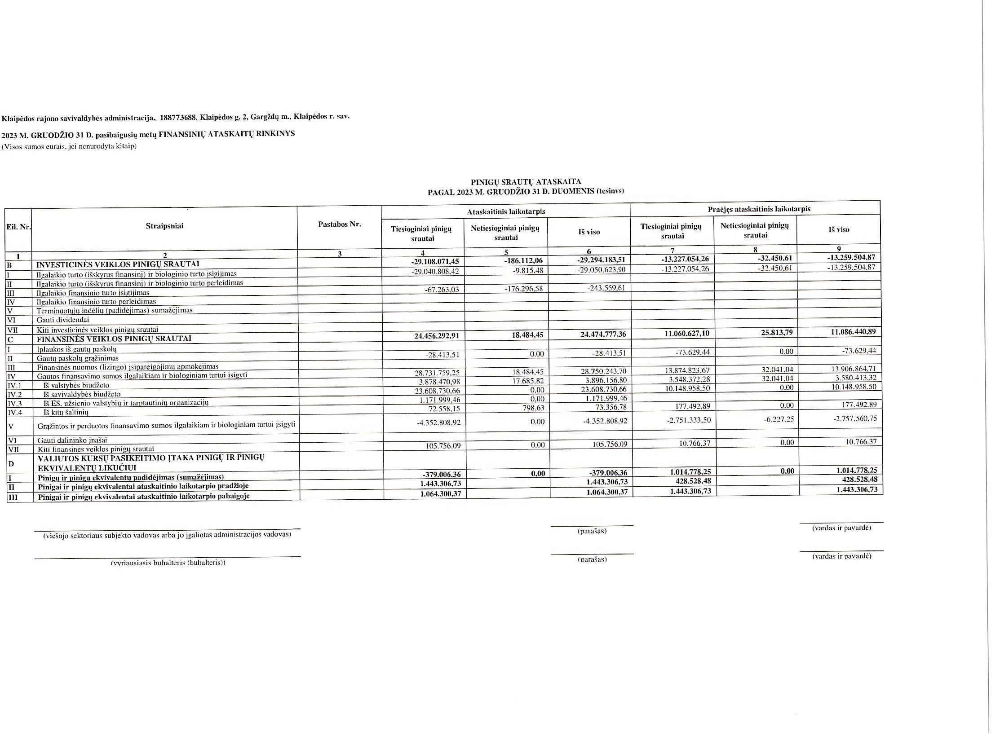 Klaipėdos rajono savivaldybės administracija, 188773688, Klaipėdos g. 2, Gargždų m., Klaipėdos r. sav.
2023 M. GRUODŽIO 31 D. pasibaigusių metų FINANSINIŲ ATASKAITŲ RINKINYS
(Visos sumos eurais, jei nenurodyta kitaip)
PINIGŲ SRAUTŲ ATASKAITA
PAGAL 2023 M. GRUODŽIO 31 D. DUOMENIS (tęsinys)
Eil. Nr. Straipsniai Pastabos Nr. Ataskaitinis laikotarpis Praėjęs ataskaitinis laikotarpis
Tiesioginiai pinigų srautai Netiesioginiai pinigų srautai Iš viso Tiesioginiai pinigų srautai Netiesioginiai pinigų srautai Iš viso
1 2 3 4 5 6 7 8 9
B INVESTICINĖS VEIKLOS PINIGŲ SRAUTAI -29.108.071,45 -186.112,06 -29.294.183,51 -13.227.054,26 -32.450,61 -13.259.504,87
I Ilgalaikio turto (išskyrus finansinį) ir biologinio turto įsigijimas -29.040.808,42 -9.815,48 -29.050.623,90 -13.227.054,26 -32.450,61 -13.259.504,87
II Ilgalaikio turto (išskyrus finansinį) ir biologinio turto perleidimas
III Ilgalaikio finansinio turto įsigijimas -67.263,03 -176.296,58 -243.559,61
IV Ilgalaikio finansinio turto perleidimas
V Terminuotųjų indėlių (padidėjimas) sumažėjimas
VI Gauti dividendai
VII Kiti investicinės veiklos pinigų srautai
C FINANSINĖS VEIKLOS PINIGŲ SRAUTAI 24.456.292,91 18.484,45 24.474.777,36 11.060.627,10 25.813,79 11.086.440,89
I Įplaukos iš gautų paskolų
II Gautų paskolų grąžinimas -28.413,51 0,00 -28.413,51 -73.629,44 0,00 -73.629,44
III Finansinės nuomos (lizingo) įsipareigojimų apmokėjimas
IV Gautos finansavimo sumos ilgalaikiam ir biologiniam turtui įsigyti 28.731.759,25 18.484,45 28.750.243,70 13.874.823,67 32.041,04 13.906.864,71
IV.1 Iš valstybės biudžeto 3.878.470,98 17.685,82 3.896.156,80 3.548.372,28 32.041,04 3.580.413,32
IV.2 Iš savivaldybės biudžeto 23.608.730,66 0,00 23.608.730,66 10.148.958,50 0,00 10.148.958,50
IV.3 Iš ES, užsienio valstybių ir tarptautinių organizacijų 1.171.999,46 0,00 1.171.999,46
IV.4 Iš kitų šaltinių 72.558,15 798,63 73.356,78 177.492,89 0,00 177.492,89
V Grąžintos ir perduotos finansavimo sumos ilgalaikiam ir biologiniam turtui įsigyti -4.352.808,92 0,00 -4.352.808,92 -2.751.333,50 -6.227,25 -2.757.560,75
VI Gauti dalininko įnašai
VII Kiti finansinės veiklos pinigų srautai 105.756,09 0,00 105.756,09 10.766,37 0,00 10.766,37
D VALIUTOS KURSŲ PASIKEITIMO ĮTAKA PINIGŲ IR PINIGŲ
EKVIVALENTŲ LIKUČIUI
I Pinigų ir pinigų ekvivalentų padidėjimas (sumažėjimas) -379.006,36 0,00 -379.006,36 1.014.778,25 0,00 1.014.778,25
II Pinigai ir pinigų ekvivalentai ataskaitinio laikotarpio pradžioje 1.443.306,73 1.443.306,73 428.528,48 428.528,48
III Pinigai ir pinigų ekvivalentai ataskaitinio laikotarpio pabaigoje 1.064.300,37 1.064.300,37 1.443.306,73 1.443.306,73
(viešojo sektoriaus subjekto vadovas arba jo įgaliotas administracijos vadovas) (parašas) (vardas ir pavardė)
(vyriausiasis buhalteris (buhalteris)) (parašas) (vardas ir pavardė)